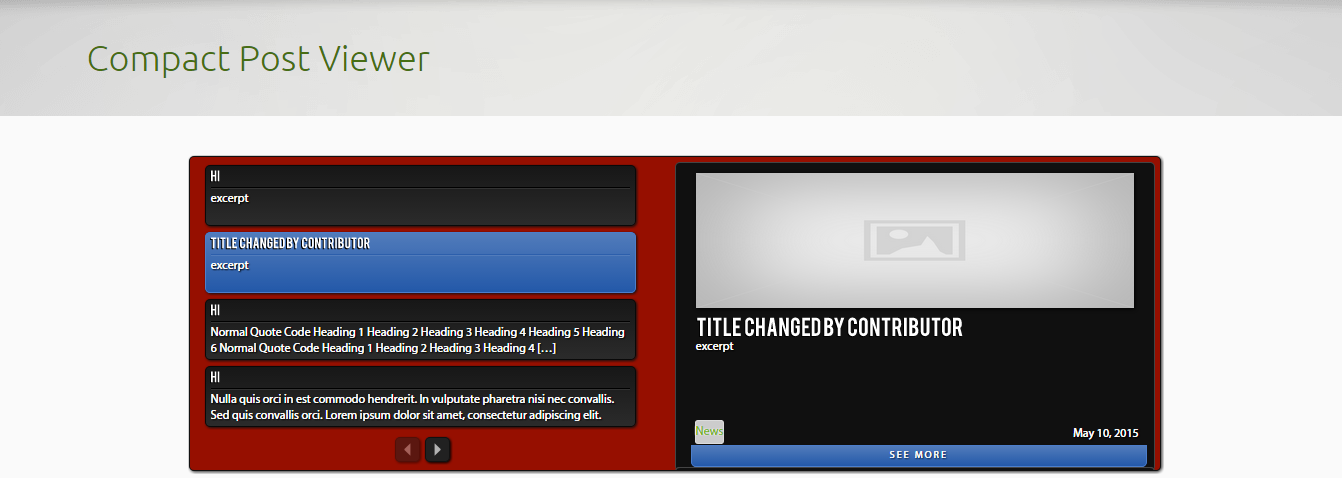 Compact Post Viewer
HI
excerpt
TITLE CHANGED BY CONTRIBUTOR
excerpt
HI
Normal Quote Code Heading 1 Heading 2 Heading 3 Heading 4 Heading 5 Heading
6 Normal Quote Code Heading 1 Heading 2 Heading 3 Heading 4 […]
HI
Nulla quis orci in est commodo hendrerit. In vulputate pharetra nisi nec convallis.
Sed quis convallis orci. Lorem ipsum dolor sit amet, consectetur adipiscing elit.
TITLE CHANGED BY CONTRIBUTOR
excerpt
News
May 10, 2015
SEE MORE